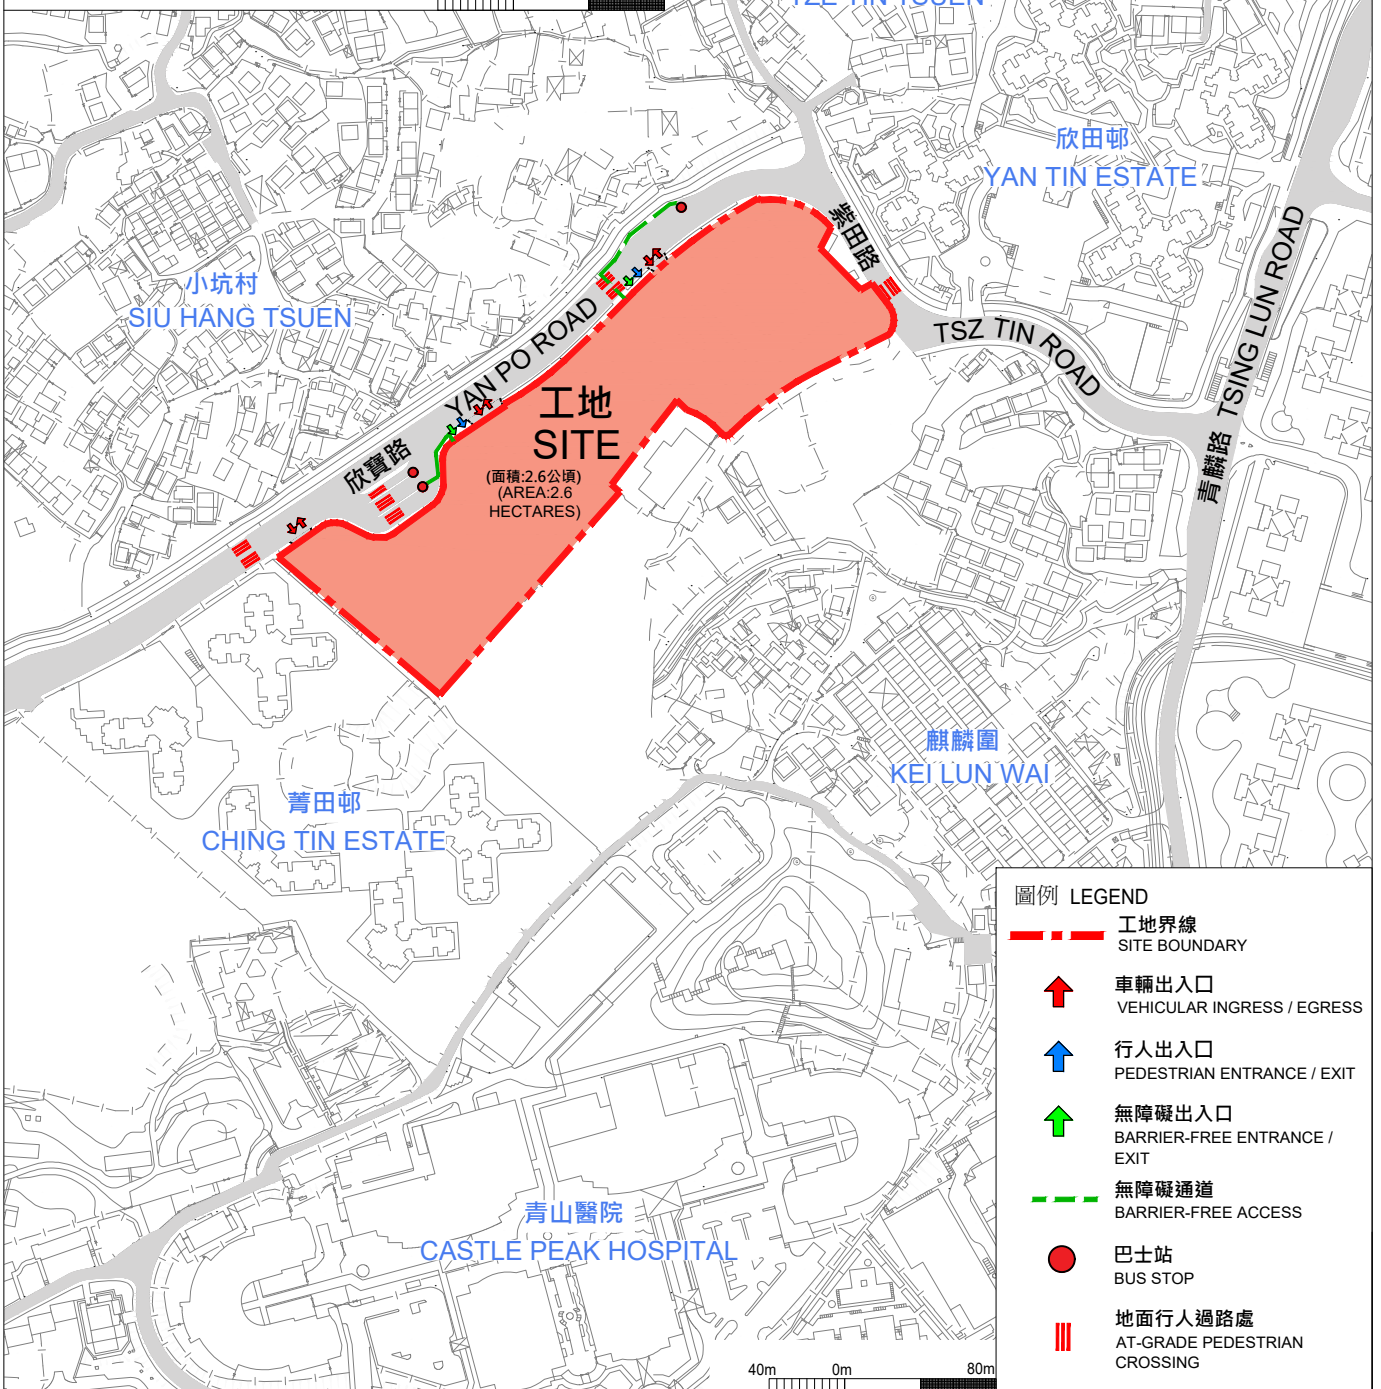 TZE TIN TSUEN
欣田邨
YAN TIN ESTATE
紫田路
TSZ TIN ROAD
青麟路 TSING LUN ROAD
小坑村
SIU HANG TSUEN
欣寶路
YAN PO ROAD
工地
SITE
(面積:2.6公頃)
(AREA:2.6
HECTARES)
麒麟圍
KEI LUN WAI
菁田邨
CHING TIN ESTATE
青山醫院
CASTLE PEAK HOSPITAL
圖例 LEGEND
工地界線
SITE BOUNDARY
車輛出入口
VEHICULAR INGRESS / EGRESS
行人出入口
PEDESTRIAN ENTRANCE / EXIT
無障礙出入口
BARRIER-FREE ENTRANCE /
EXIT
無障礙通道
BARRIER-FREE ACCESS
巴士站
BUS STOP
地面行人過路處
AT-GRADE PEDESTRIAN
CROSSING
40m 0m 80m